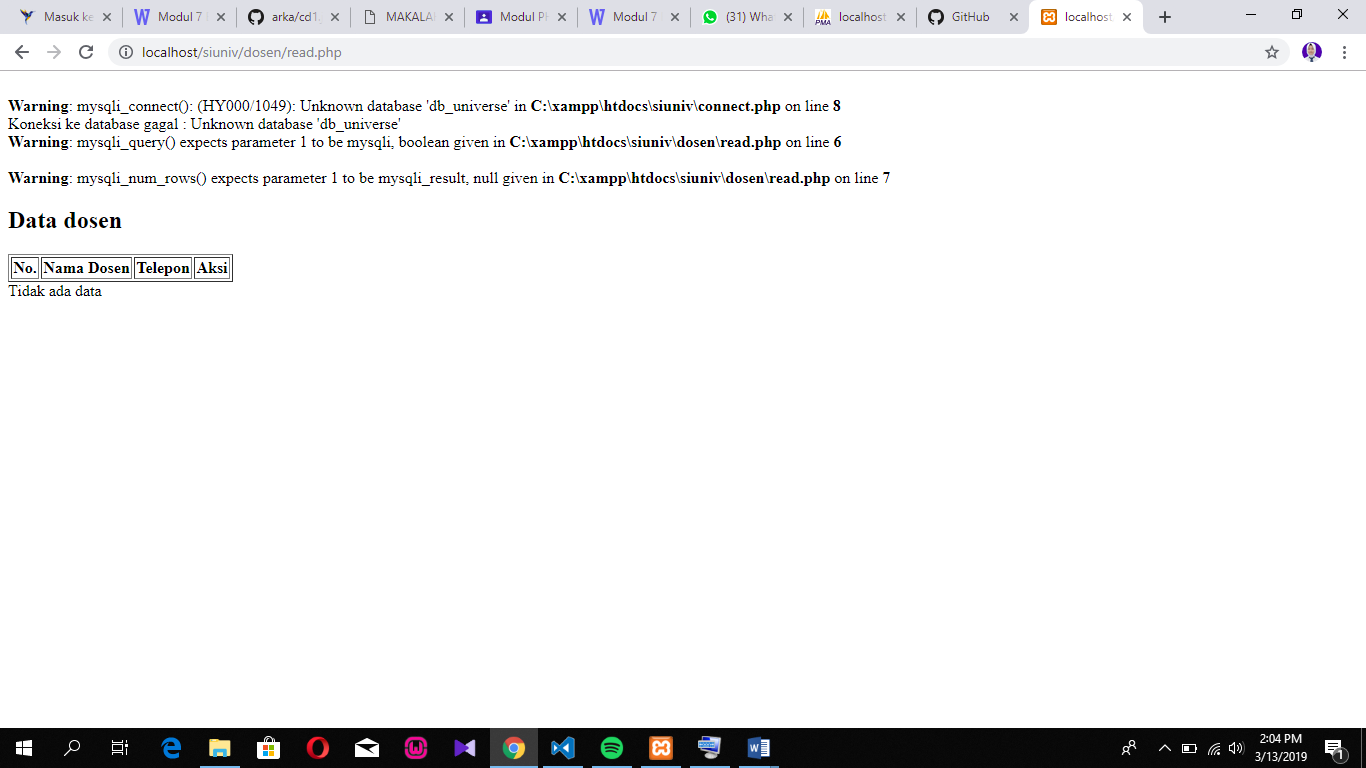 Masuk ke
Modul 7
arka/cd1
MAKALA
Modul P
Modul 7
(31) Wha
localhost
GitHub
localhost
localhost/siuniv/dosen/read.php
Warning: mysqli_connect(): (HY000/1049): Unknown database 'db_universe' in C:\xampp\htdocs\siuniv\connect.php on line 8
Koneksi ke database gagal : Unknown database 'db_universe'
Warning: mysqli_query() expects parameter 1 to be mysqli, boolean given in C:\xampp\htdocs\siuniv\dosen\read.php on line 6
Warning: mysqli_num_rows() expects parameter 1 to be mysqli_result, null given in C:\xampp\htdocs\siuniv\dosen\read.php on line 7
Data dosen
No. Nama Dosen Telepon Aksi
Tidak ada data
2:04 PM
3/13/2019
1